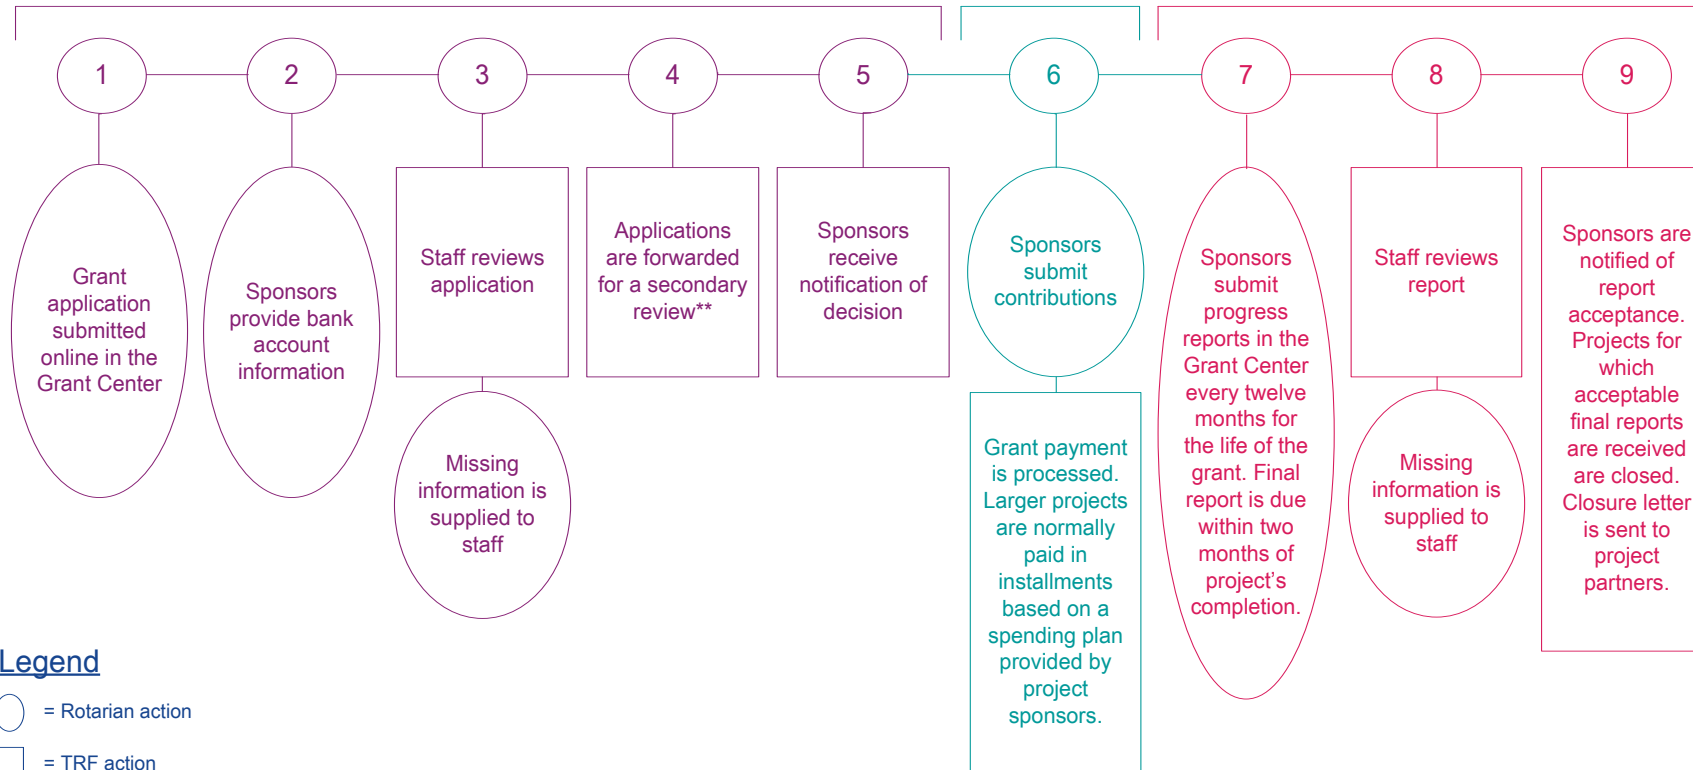 1
2
3
4
5
6
7
8
9
Grant
application
submitted
online in the
Grant Center
Sponsors
provide bank
account
information
Staff reviews
application
Missing
information is
supplied to
staff
Applications
are forwarded
for a secondary
review**
Sponsors
receive
notification of
decision
Sponsors
submit
contributions
Grant payment
is processed.
Larger projects
are normally
paid in
installments
based on a
spending plan
provided by
project
sponsors.
Sponsors
submit
progress
reports in the
Grant Center
every twelve
months for
the life of the
grant. Final
report is due
within two
months of
project’s
completion.
Staff reviews
report
Missing
information is
supplied to
staff
Sponsors are
notified of
report
acceptance.
Projects for
which
acceptable
final reports
are received
are closed.
Closure letter
is sent to
project
partners.
Legend
= Rotarian action
= TRF action